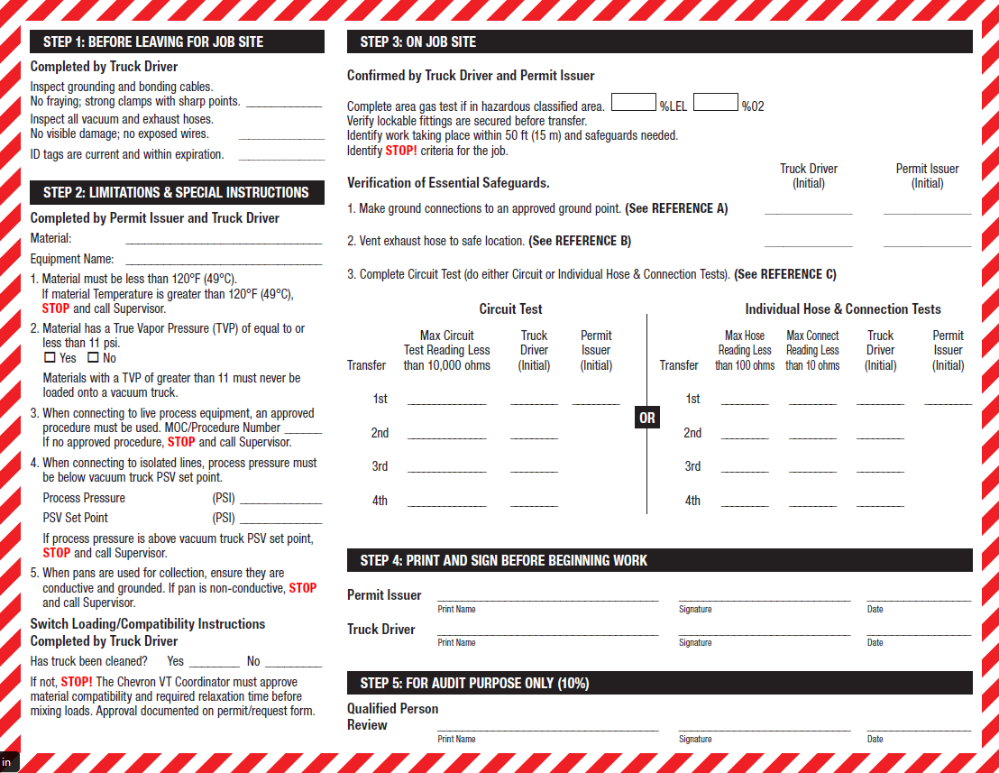 STEP 1: BEFORE LEAVING FOR JOB SITE
Completed by Truck Driver
Inspect grounding and bonding cables.
No fraying; strong clamps with sharp points.
Inspect all vacuum and exhaust hoses.
No visible damage; no exposed wires.
ID tags are current and within expiration.
STEP 2: LIMITATIONS & SPECIAL INSTRUCTIONS
Completed by Permit Issuer and Truck Driver
Material:
Equipment Name:
1. Material must be less than 120°F (49°C).
If material Temperature is greater than 120°F (49°C),
STOP and call Supervisor.
2. Material has a True Vapor Pressure (TVP) of equal to or
less than 11 psi.
Yes No
Materials with a TVP of greater than 11 must never be
loaded onto a vacuum truck.
3. When connecting to live process equipment, an approved
procedure must be used. MOC/Procedure Number
If no approved procedure, STOP and call Supervisor.
4. When connecting to isolated lines, process pressure must
be below vacuum truck PSV set point.
Process Pressure (PSI)
PSV Set Point (PSI)
If process pressure is above vacuum truck PSV set point,
STOP and call Supervisor.
5. When pans are used for collection, ensure they are
conductive and grounded. If pan is non-conductive, STOP
and call Supervisor.
Switch Loading/Compatibility Instructions
Completed by Truck Driver
Has truck been cleaned? Yes No
If not, STOP! The Chevron VT Coordinator must approve
material compatibility and required relaxation time before
mixing loads. Approval documented on permit/request form.
STEP 3: ON JOB SITE
Confirmed by Truck Driver and Permit Issuer
Complete area gas test if in hazardous classified area. %LEL %02
Verify lockable fittings are secured before transfer.
Identify work taking place within 50 ft (15 m) and safeguards needed.
Identify STOP! criteria for the job.
Truck Driver Permit Issuer
(Initial) (Initial)
Verification of Essential Safeguards.
1. Make ground connections to an approved ground point. (See REFERENCE A)
2. Vent exhaust hose to safe location. (See REFERENCE B)
3. Complete Circuit Test (do either Circuit or Individual Hose & Connection Tests). (See REFERENCE C)
Circuit Test
Max Circuit Truck Permit
Test Reading Less Driver Issuer
Transfer than 10,000 ohms (Initial) (Initial)
1st
2nd
3rd
4th
OR
Individual Hose & Connection Tests
Max Hose Max Connect Truck Permit
Reading Less Reading Less Driver Issuer
Transfer than 100 ohms than 10 ohms (Initial) (Initial)
1st
2nd
3rd
4th
STEP 4: PRINT AND SIGN BEFORE BEGINNING WORK
Permit Issuer
Print Name Signature Date
Truck Driver
Print Name Signature Date
STEP 5: FOR AUDIT PURPOSE ONLY (10%)
Qualified Person
Review
Print Name Signature Date
in